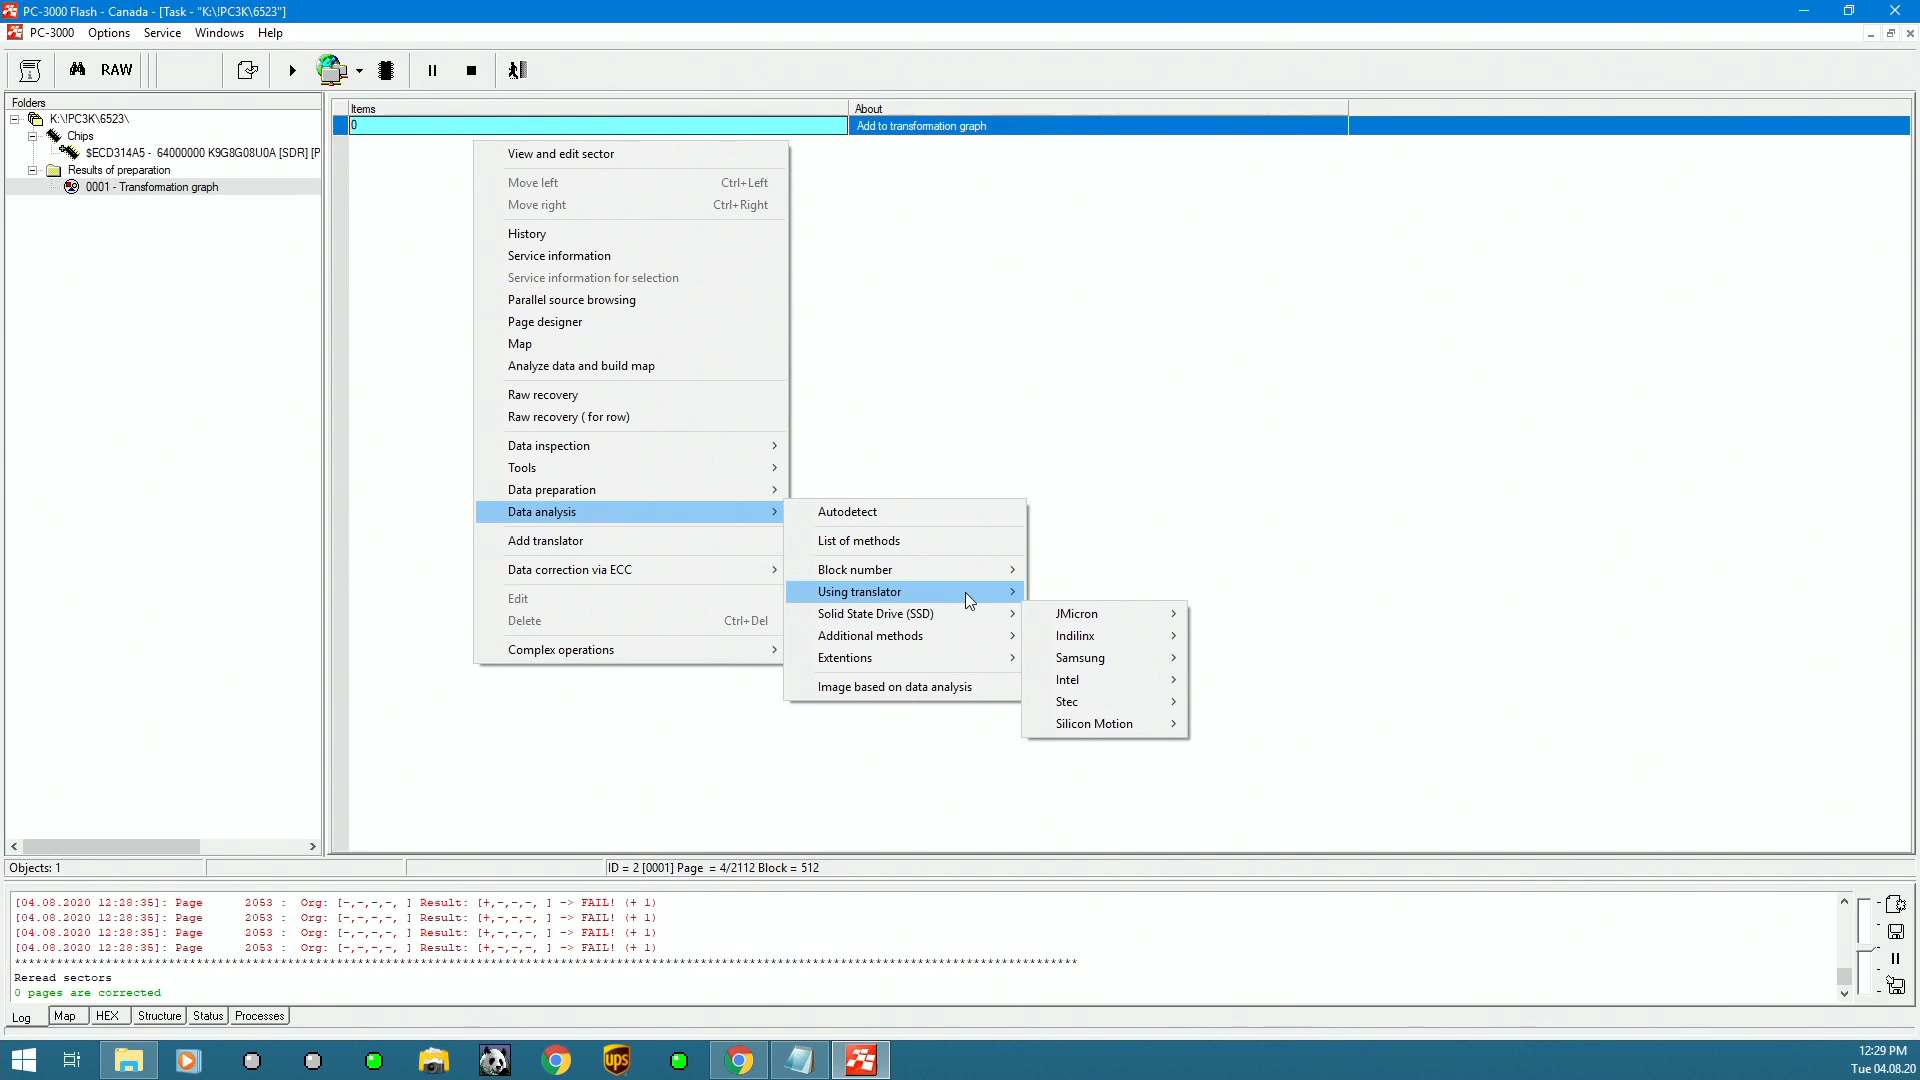 PC-3000 Flash - Canada - [Task - "K:\!PC3K\6523"]
PC-3000 Options Service Windows Help
RAW
Folders
K:\!PC3K\6523\
Chips
$ECD314A5 - 64000000 K9G8G08U0A [SDR] [P
Results of preparation
0001 - Transformation graph
Items About
0 Add to transformation graph
View and edit sector
Move left Ctrl+Left
Move right Ctrl+Right
History
Service information
Service information for selection
Parallel source browsing
Page designer
Map
Analyze data and build map
Raw recovery
Raw recovery ( for row)
Data inspection
Tools
Data preparation
Data analysis
Add translator
Data correction via ECC
Edit
Delete Ctrl+Del
Complex operations
Autodetect
List of methods
Block number
Using translator
Solid State Drive (SSD)
Additional methods
Extentions
Image based on data analysis
JMicron
Indilinx
Samsung
Intel
Stec
Silicon Motion
Objects: 1 ID = 2 [0001] Page = 4/2112 Block = 512
[04.08.2020 12:28:35]: Page 2053 : Org: [-,-,-,-, ] Result: [+,-,-,-, ] -> FAIL! (+ 1)
[04.08.2020 12:28:35]: Page 2053 : Org: [-,-,-,-, ] Result: [+,-,-,-, ] -> FAIL! (+ 1)
[04.08.2020 12:28:35]: Page 2053 : Org: [-,-,-,-, ] Result: [+,-,-,-, ] -> FAIL! (+ 1)
[04.08.2020 12:28:35]: Page 2053 : Org: [-,-,-,-, ] Result: [+,-,-,-, ] -> FAIL! (+ 1)
Reread sectors
0 pages are corrected
Log Map HEX Structure Status Processes
ups
12:29 PM
Tue 04.08.20